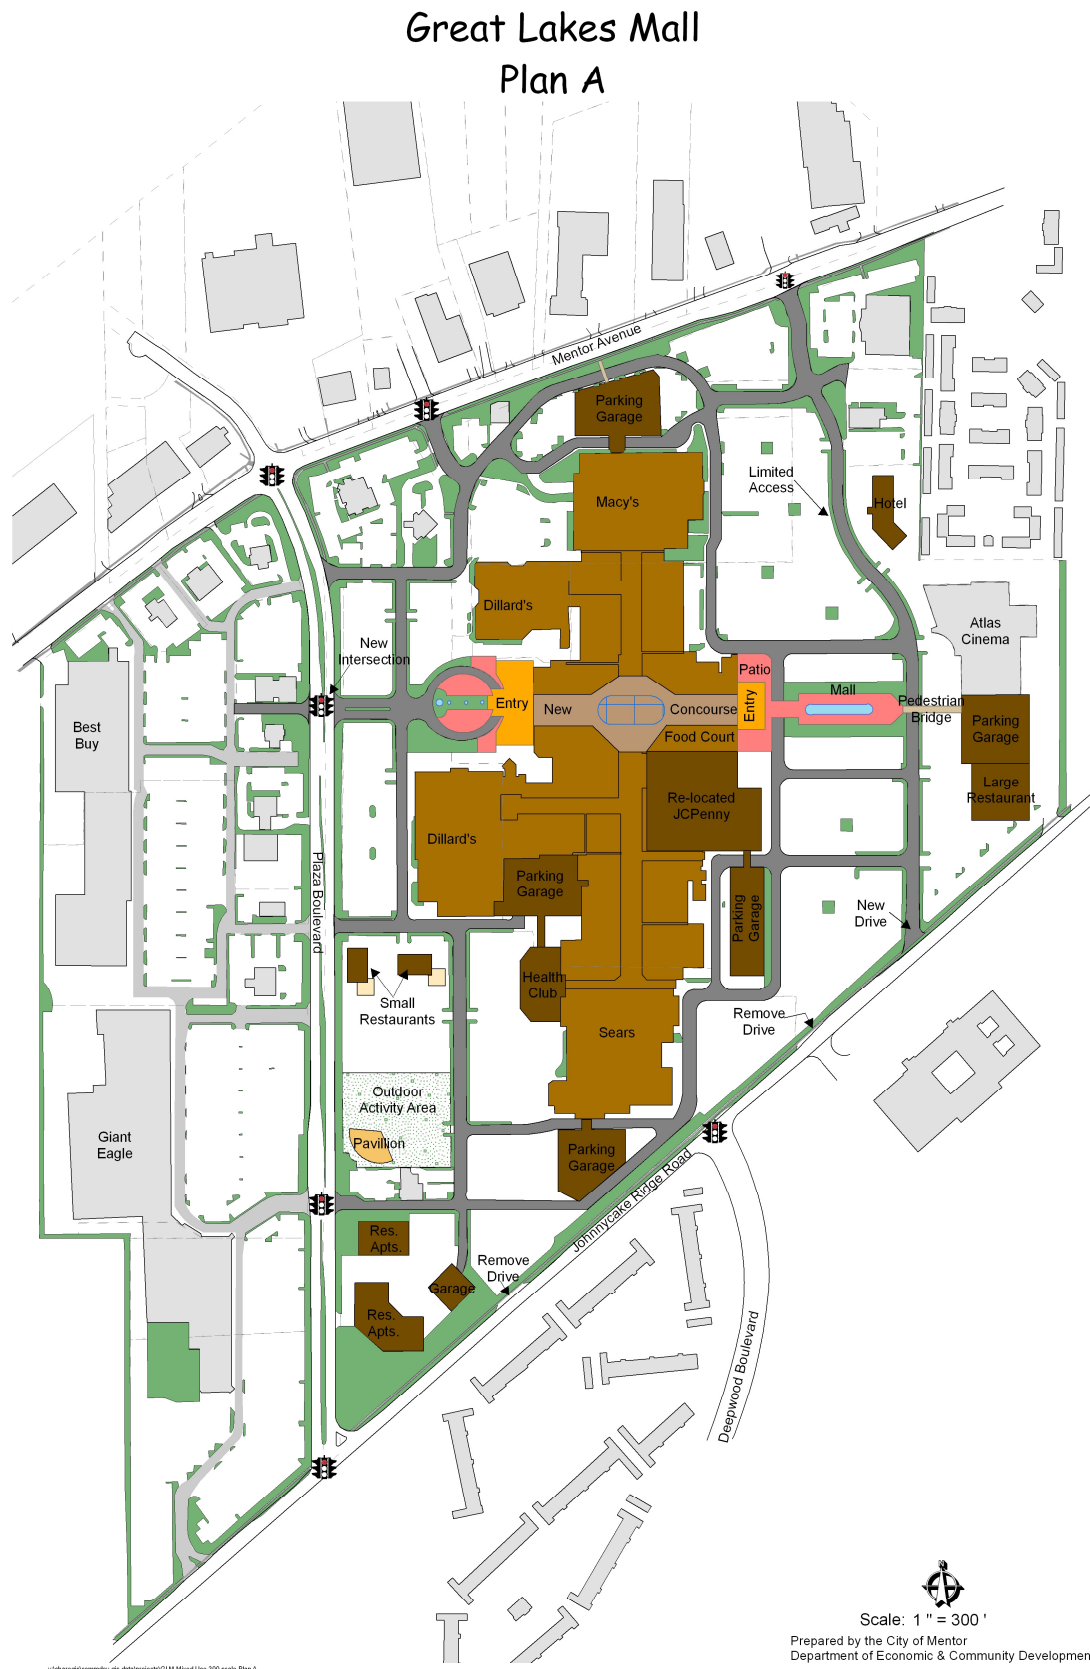 Great Lakes Mall
Plan A
Mentor Avenue
Parking
Garage
Macy's
Limited
Access
Hotel
Dillard's
Atlas
Cinema
New
Intersection
Patio
Mall
Entry
New
Concourse
Entry
Pedestrian
Bridge
Parking
Garage
Food Court
Best
Buy
Large
Restaurant
Re-located
JCPenny
Dillard's
Plaza Boulevard
Parking
Garage
Parking
Garage
New
Drive
Health
Club
Small
Restaurants
Remove
Drive
Sears
Outdoor
Activity Area
Pavillion
Giant
Eagle
Parking
Garage
Johnnycake Ridge Road
Res.
Apts.
Remove
Drive
Garage
Res.
Apts.
Deepwood Boulevard
Scale: 1 " = 300 '
Prepared by the City of Mentor
Department of Economic & Community Developmen